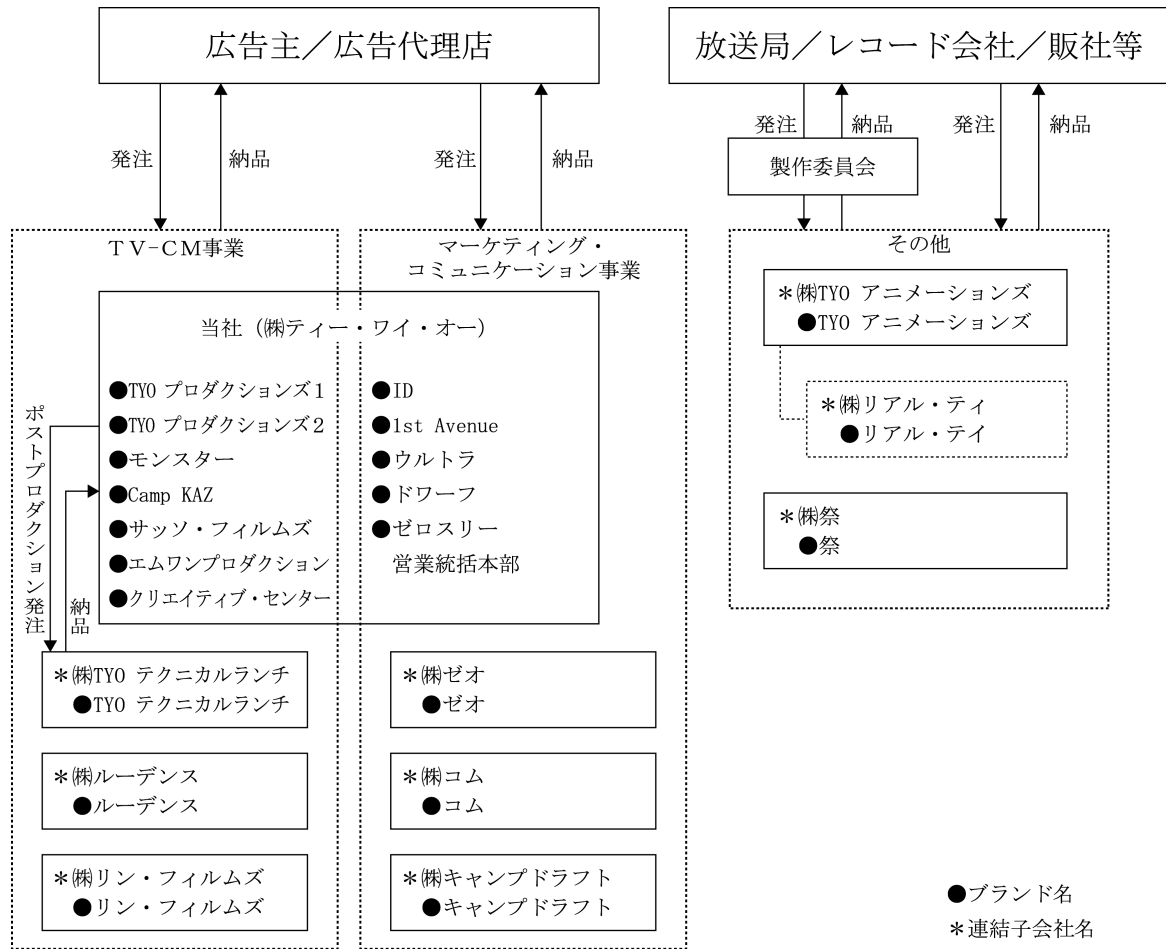 広告主／広告代理店
放送局／レコード会社／販社等
発注
納品
発注
納品
発注
納品
発注
納品
製作委員会
ＴＶ-ＣＭ事業
マーケティング・
コミュニケーション事業
その他
当社（㈱ティー・ワイ・オー）
●TYO プロダクションズ１
●TYO プロダクションズ２
●モンスター
●Camp KAZ
●サッソ・フィルムズ
●エムワンプロダクション
●クリエイティブ・センター
●ID
●1st Avenue
●ウルトラ
●ドワーフ
●ゼロスリー
営業統括本部
ポストプロダクション発注
納品
＊㈱TYO テクニカルランチ
●TYO テクニカルランチ
＊㈱ルーデンス
●ルーデンス
＊㈱リン・フィルムズ
●リン・フィルムズ
＊㈱ゼオ
●ゼオ
＊㈱コム
●コム
＊㈱キャンプドラフト
●キャンプドラフト
＊㈱TYO アニメーションズ
●TYO アニメーションズ
＊㈱リアル・ティ
●リアル・テイ
＊㈱祭
●祭
●ブランド名
＊連結子会社名